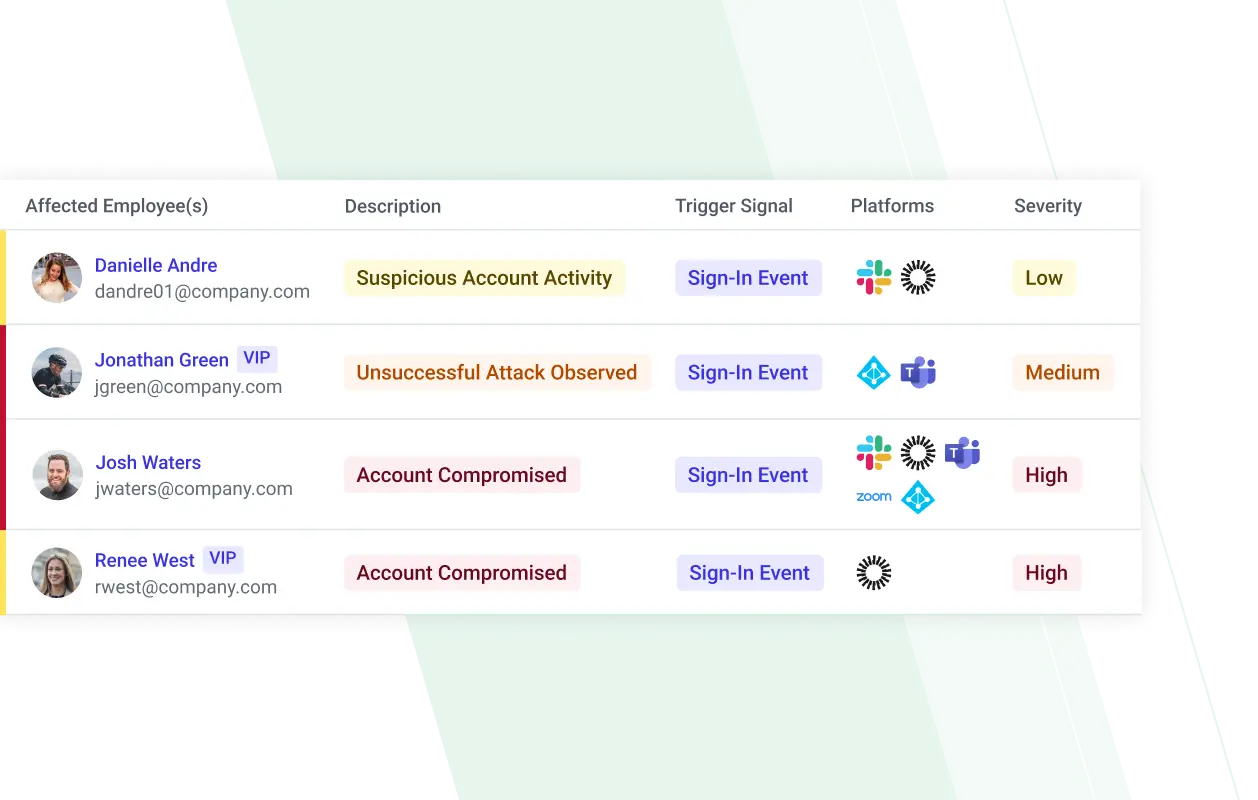 Affected Employee(s) Description Trigger Signal Platforms Severity
Danielle Andre
dandre01@company.com
Suspicious Account Activity
Sign-In Event
Low
Jonathan Green VIP
jgreen@company.com
Unsuccessful Attack Observed
Sign-In Event
T
Medium
Josh Waters
jwaters@company.com
Account Compromised
Sign-In Event
T
zoom
High
Renee West VIP
rwest@company.com
Account Compromised
Sign-In Event
High